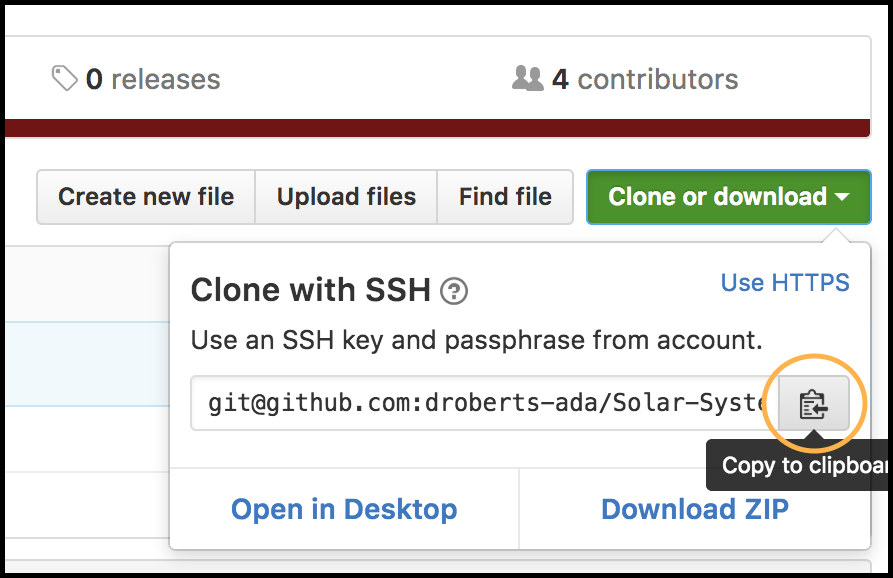 0 releases
4 contributors
Create new file
Upload files
Find file
Clone or download
Clone with SSH ?
Use HTTPS
Use an SSH key and passphrase from account.
git@github.com:droberts-ada/Solar-Syste
Copy to clipboar
Open in Desktop
Download ZIP